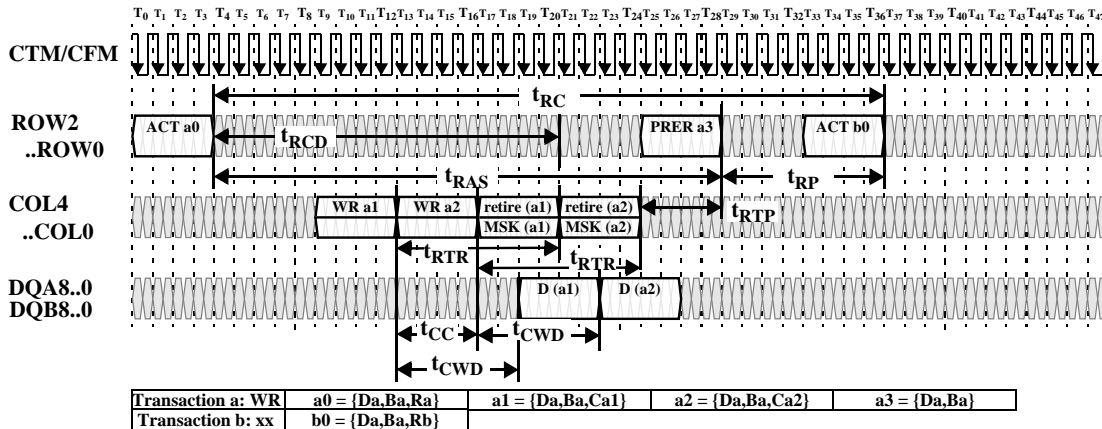 T0 T1 T2 T3 T4 T5 T6 T7 T8 T9 T10 T11 T12 T13 T14 T15 T16 T17 T18 T19 T20 T21 T22 T23 T24 T25 T26 T27 T28 T29 T30 T31 T32 T33 T34 T35 T36 T37 T38 T39 T40 T41 T42 T43 T44 T45 T46 T47
CTM/CFM
tRC
ROW2 ACT a0 PRER a3 ACT b0
..ROW0 tRCD
tRAS tRP
COL4 WR a1 WR a2 retire (a1) retire (a2) tRTP
..COL0 MSK (a1) MSK (a2)
tRTR tRTR
DQA8..0 D (a1) D (a2)
DQB8..0
tCC tCWD
tCWD
Transaction a: WR a0 = {Da,Ba,Ra} a1 = {Da,Ba,Ca1} a2 = {Da,Ba,Ca2} a3 = {Da,Ba}
Transaction b: xx b0 = {Da,Ba,Rb}